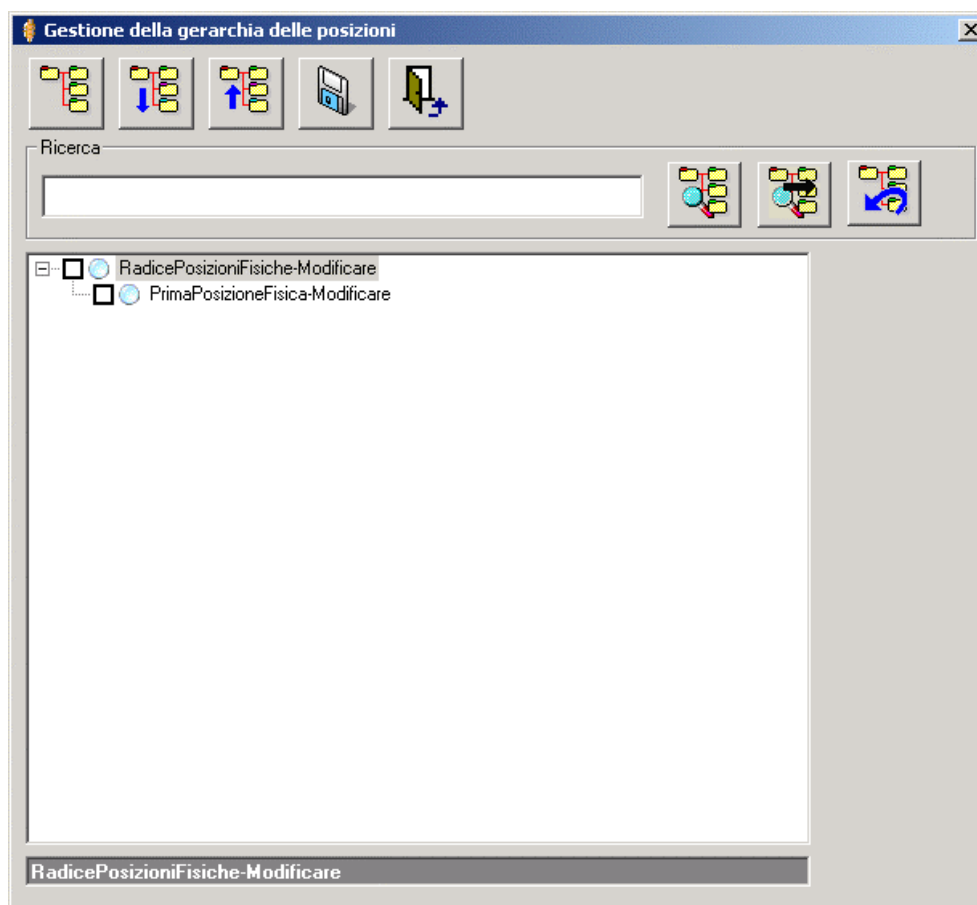 Gestione della gerarchia delle posizioni
Ricerca
RadicePosizioniFisiche-Modificare
PrimaPosizioneFisica-Modificare
RadicePosizioniFisiche-Modificare